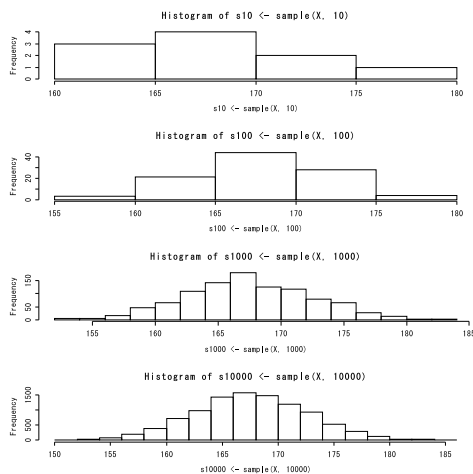 Histogram of s10 <- sample(X, 10)
Frequency
0 1 2 3 4
160 165 170 175 180
s10 <- sample(X, 10)
Histogram of s100 <- sample(X, 100)
Frequency
0 20 40
155 160 165 170 175 180
s100 <- sample(X, 100)
Histogram of s1000 <- sample(X, 1000)
Frequency
0 50 150
155 160 165 170 175 180 185
s1000 <- sample(X, 1000)
Histogram of s10000 <- sample(X, 10000)
Frequency
0 500 1500
150 155 160 165 170 175 180 185
s10000 <- sample(X, 10000)